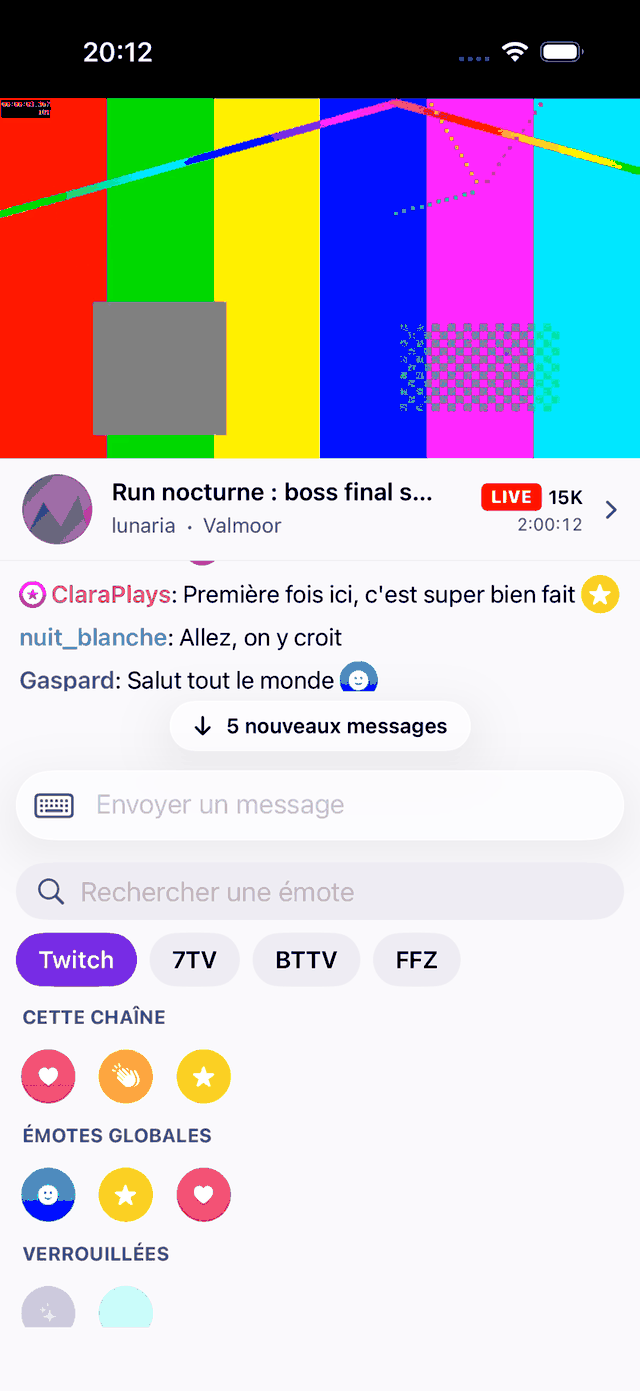 20:12
Run nocturne : boss final s...
LIVE 15K
lunaria · Valmoor
2:00:12
ClaraPlays: Première fois ici, c'est super bien fait
nuit_blanche: Allez, on y croit
Gaspard: Salut tout le monde
5 nouveaux messages
Envoyer un message
Rechercher une émote
Twitch 7TV BTTV FFZ
CETTE CHAÎNE
ÉMOTES GLOBALES
VERROUILLÉES